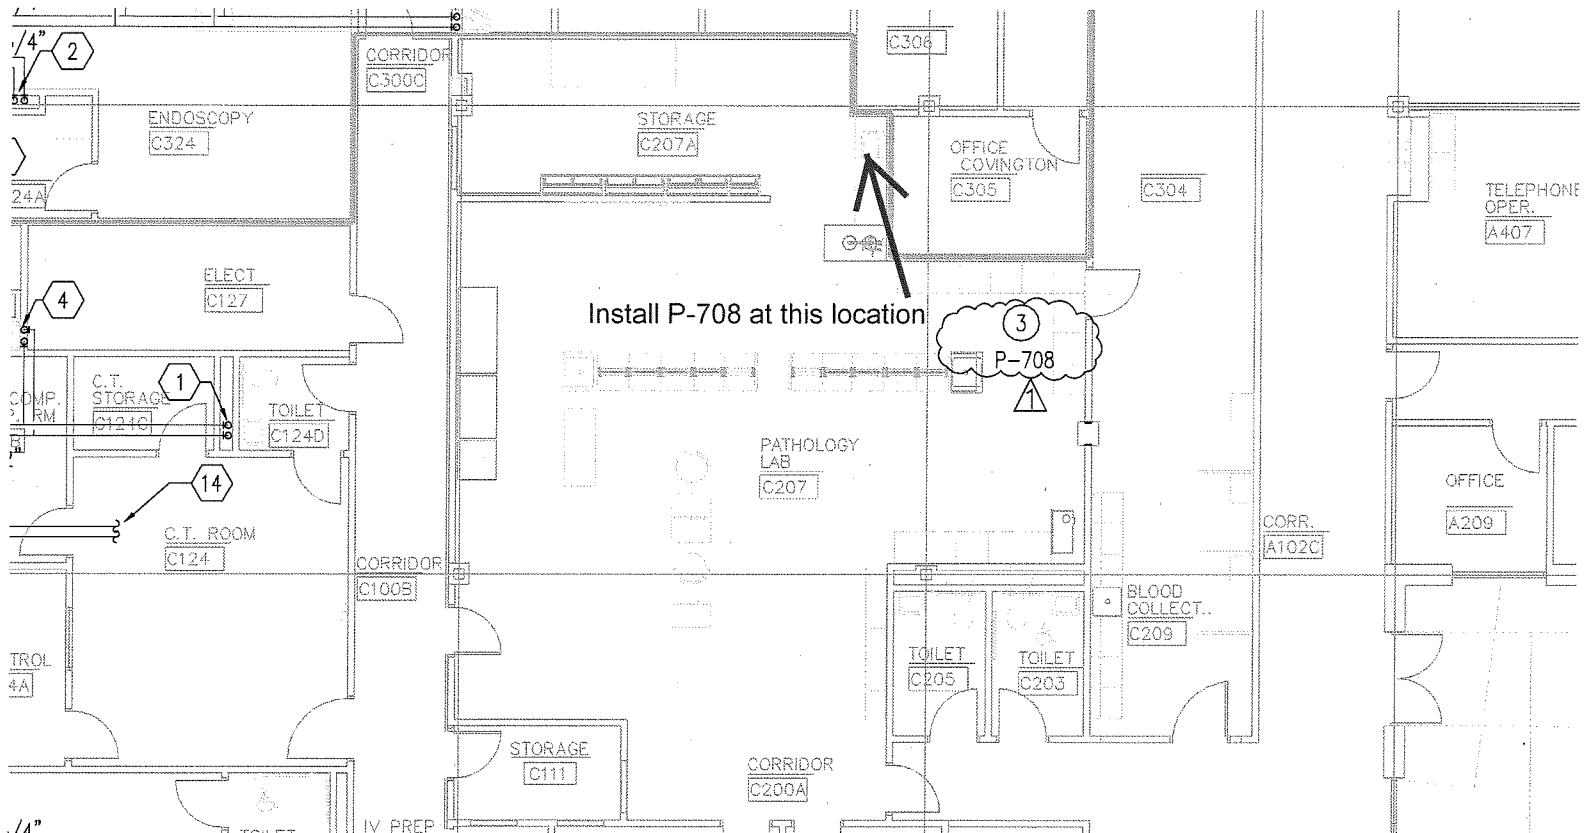 /4"
2
CORRIDOR
C300C
C306
ENDOSCOPY
C324
STORAGE
C207A
OFFICE
COVINGTON
C305
C304
24A
TELEPHONE
OPER.
A407
ELECT
C127
4
Install P-708 at this location
3
P-708
1
C.T.
STORAGE
C124C
1
COMP.
RM
TOILET
C124D
PATHOLOGY
LAB
C207
14
OFFICE
A209
C.T. ROOM
C124
CORR.
A102C
CORRIDOR
C100B
BLOOD
COLLECT..
C209
TROL
4A
TOILET
C205
TOILET
C203
STORAGE
C111
CORRIDOR
C200A
/4"
TOILET
IV PREP